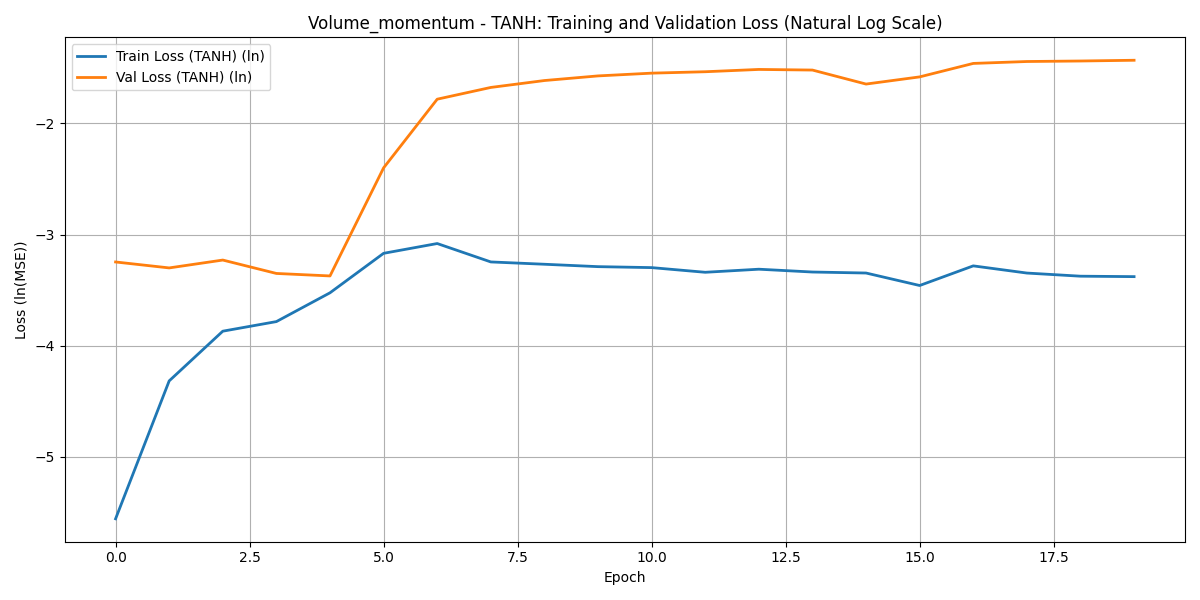 Volume_momentum - TANH: Training and Validation Loss (Natural Log Scale)
Train Loss (TANH) (ln)
Val Loss (TANH) (ln)
Loss (ln(MSE))
−2
−3
−4
−5
0.0 2.5 5.0 7.5 10.0 12.5 15.0 17.5
Epoch